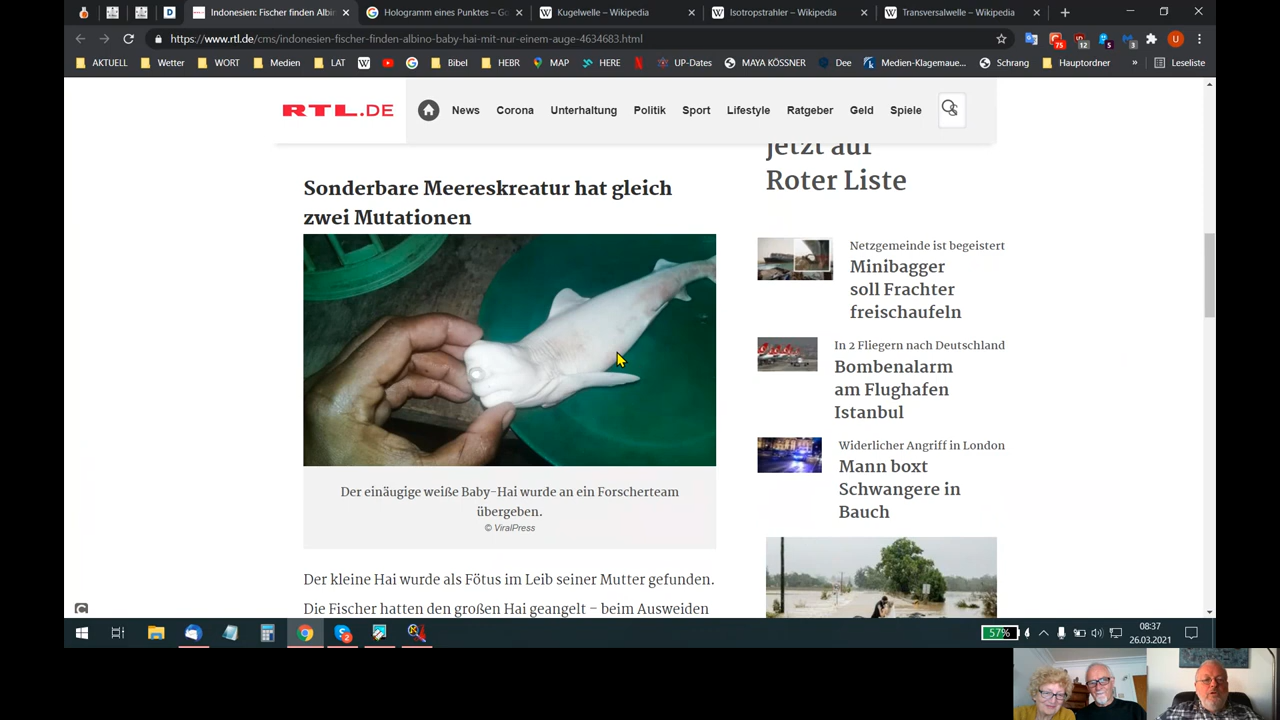 Indonesien: Fischer finden Albin
Hologramm eines Punktes – Go
Kugelwelle – Wikipedia
Isotropstrahler – Wikipedia
Transversalwelle – Wikipedia
https://www.rtl.de/cms/indonesien-fischer-finden-albino-baby-hai-mit-nur-einem-auge-4634683.html
75
12
5
3
U
AKTUELL
Wetter
WORT
Medien
LAT
Bibel
HEBR
MAP
HERE
UP-Dates
MAYA KÖSSNER
Dee
Medien-Klagemaue...
Schrang
Hauptordner
»
Leseliste
RTL.DE
News
Corona
Unterhaltung
Politik
Sport
Lifestyle
Ratgeber
Geld
Spiele
jetzt auf
Roter Liste
Sonderbare Meereskreatur hat gleich
zwei Mutationen
Der einäugige weiße Baby-Hai wurde an ein Forscherteam
übergeben.
© ViralPress
Der kleine Hai wurde als Fötus im Leib seiner Mutter gefunden.
Die Fischer hatten den großen Hai geangelt – beim Ausweiden
Netzgemeinde ist begeistert
Minibagger
soll Frachter
freischaufeln
In 2 Fliegern nach Deutschland
Bombenalarm
am Flughafen
Istanbul
Widerlicher Angriff in London
Mann boxt
Schwangere in
Bauch
57%
08:37
26.03.2021